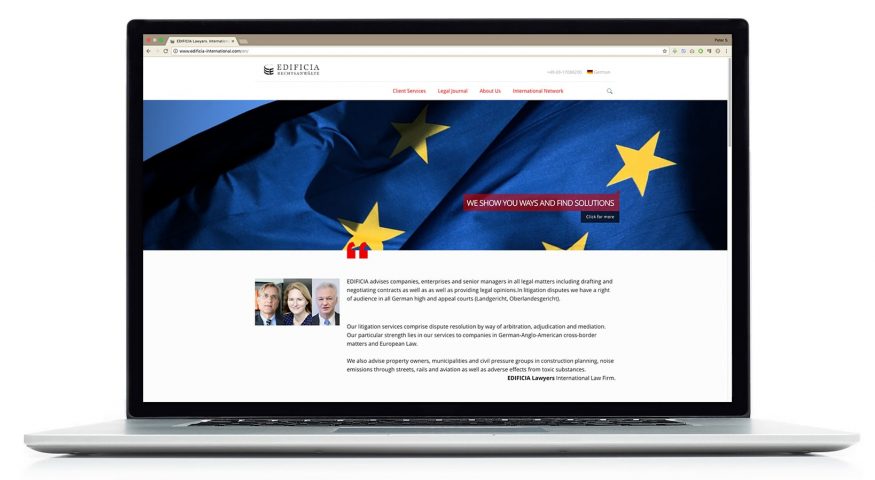 EDIFICIA Lawyers. Internation
Peter S.
www.edificia-international.com/en/
EDIFICIA
RECHTSANWÄLTE
+49-89-17086200 German
Client Services Legal Journal About Us International Network
WE SHOW YOU WAYS AND FIND SOLUTIONS
Click for more
EDIFICIA advises companies, enterprises and senior managers in all legal matters including drafting and
negotiating contracts as well as as well as providing legal opinions.In litigation disputes we have a right
of audience in all German high and appeal courts (Landgericht, Oberlandesgericht).
Our litigation services comprise dispute resolution by way of arbitration, adjudication and mediation.
Our particular strength lies in our services to companies in German-Anglo-American cross-border
matters and European Law.
We also advise property owners, municipalities and civil pressure groups in construction planning, noise
emissions through streets, rails and aviation as well as adverse effects from toxic substances.
EDIFICIA Lawyers International Law Firm.